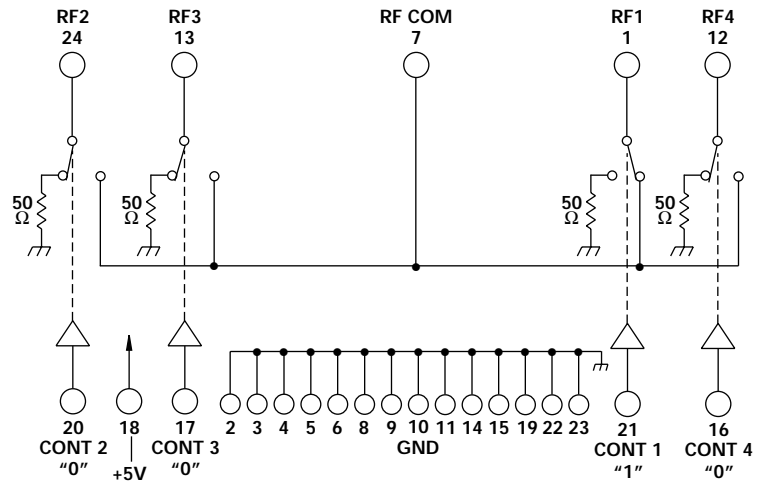 RF2 RF3 RF COM RF1 RF4
24 13 7 1 12
50 Ω 50 Ω 50 Ω 50 Ω
20 18 17 2 3 4 5 6 8 9 10 11 14 15 19 22 23 21 16
CONT 2 CONT 3 GND CONT 1 CONT 4
"0" +5V "0" "1" "0"